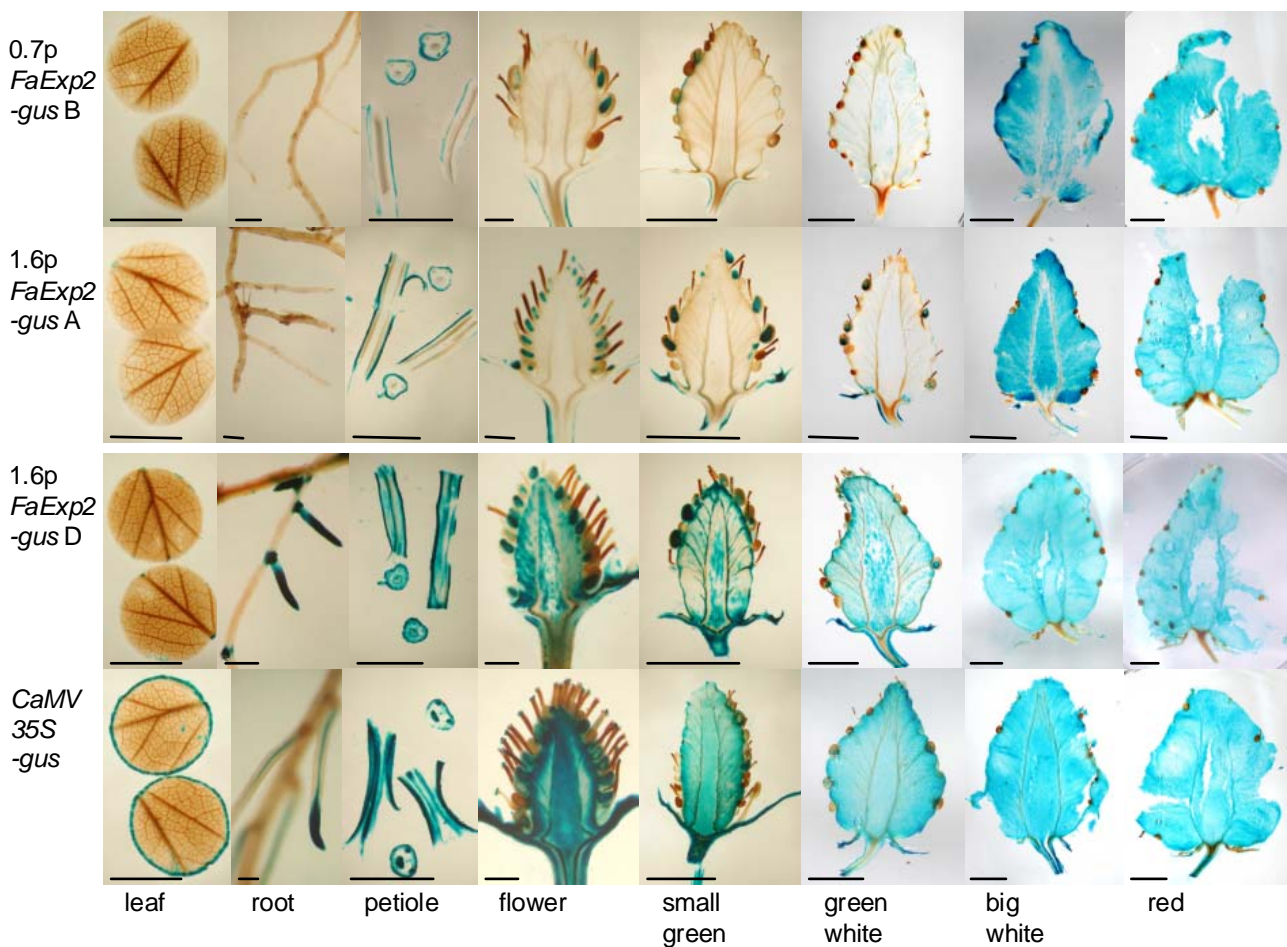 0.7p
FaExp2
-gus B
1.6p
FaExp2
-gus A
1.6p
FaExp2
-gus D
CaMV
35S
-gus
leaf root petiole flower small green big red
green white white